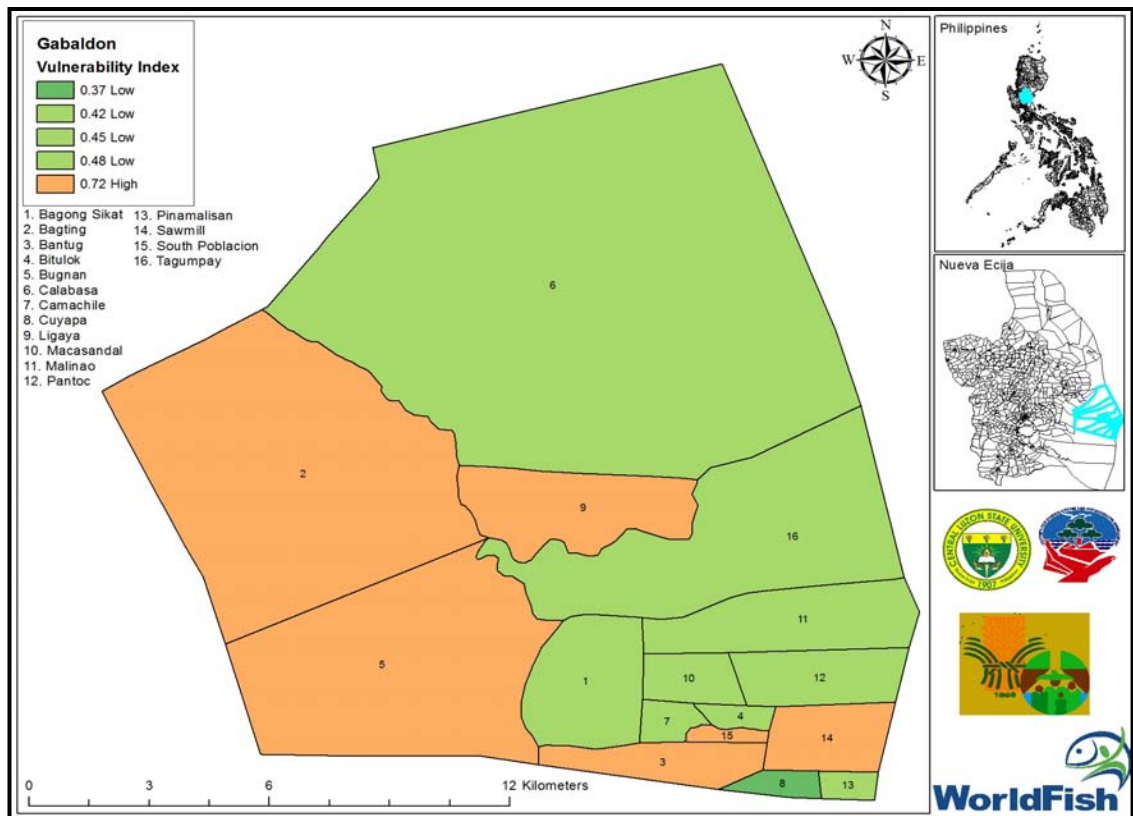 Gabaldon
Vulnerability Index
0.37 Low
0.42 Low
0.45 Low
0.48 Low
0.72 High
1. Bagong Sikat
2. Bagting
3. Bantug
4. Bitulok
5. Bugnan
6. Calabasa
7. Camachile
8. Cuyapa
9. Ligaya
10. Macasandal
11. Malinao
12. Pantoc
13. Pinamalisan
14. Sawmill
15. South Poblacion
16. Tagumpay
N
W E
S
6
2
9
16
11
5
1
10
12
7
4
15
14
3
8
13
0 3 6 12 Kilometers
Philippines
Nueva Ecija
CENTRAL LUZON STATE UNIVERSITY
1907
WorldFish